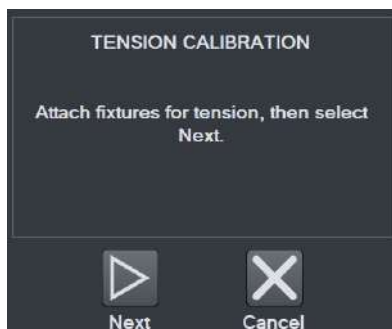 TENSION CALIBRATION
Attach fixtures for tension, then select
Next.
Next
Cancel